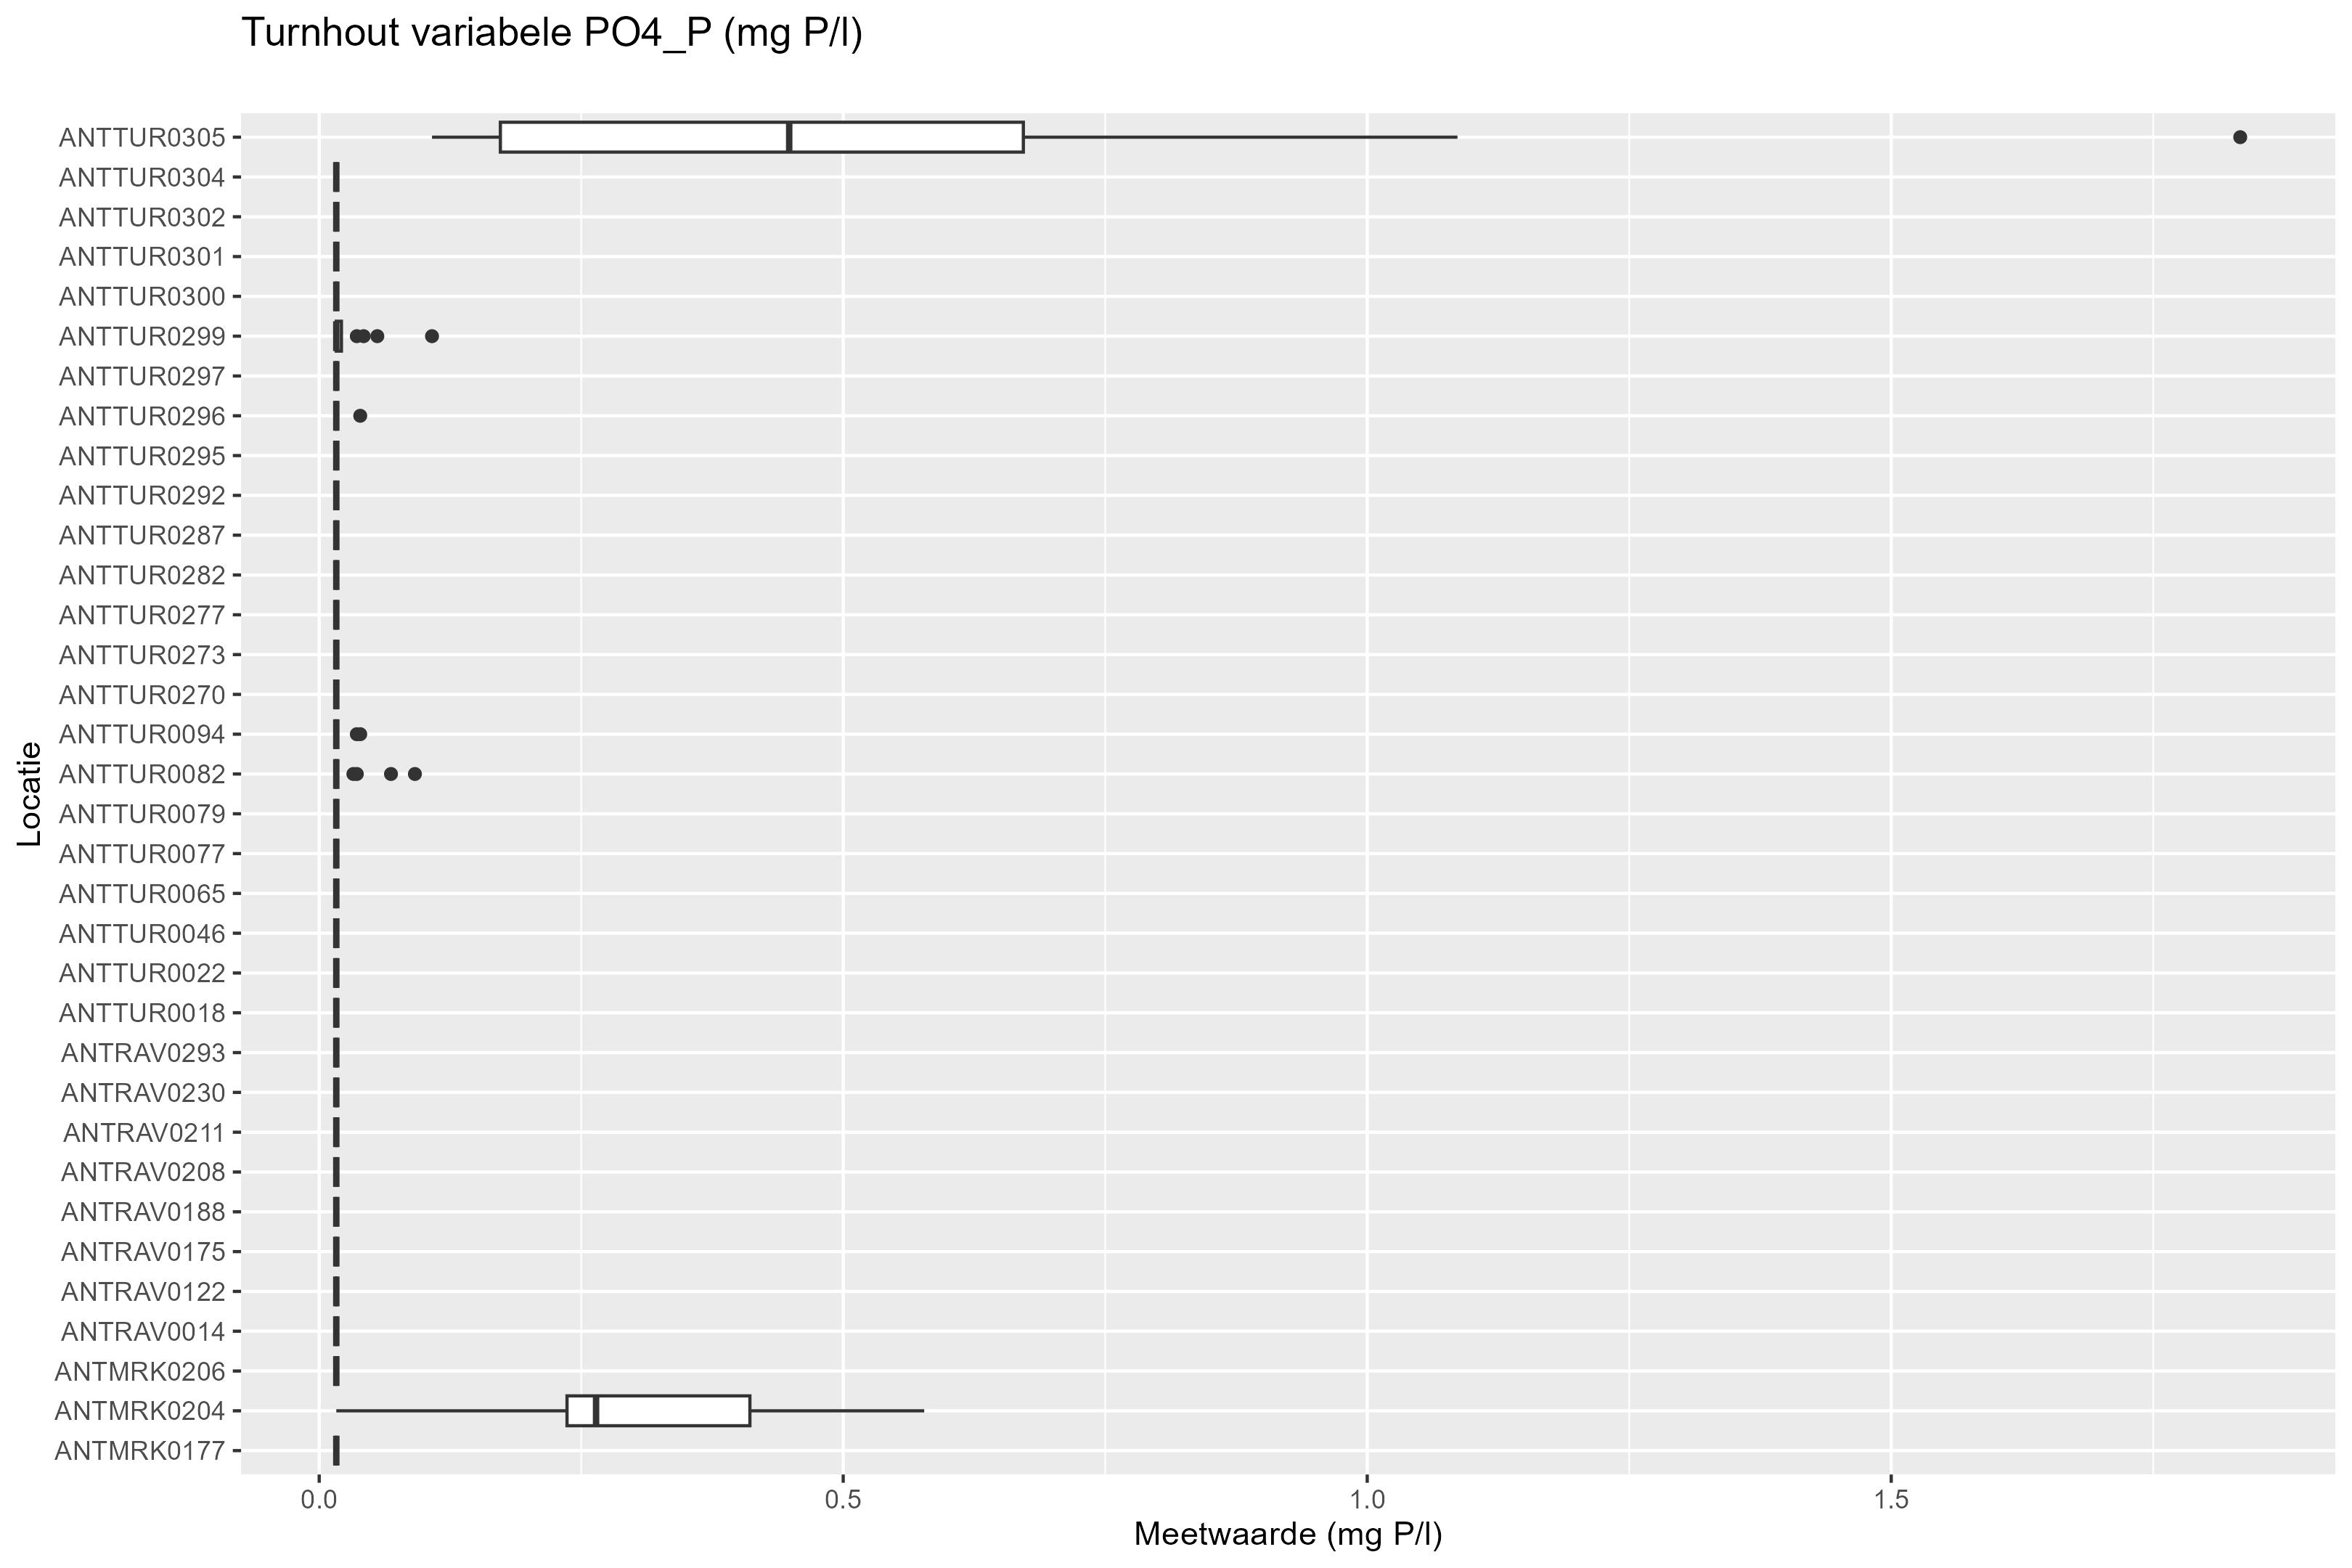 Turnhout variabele PO4_P (mg P/l)
Locatie
ANTTUR0305
ANTTUR0304
ANTTUR0302
ANTTUR0301
ANTTUR0300
ANTTUR0299
ANTTUR0297
ANTTUR0296
ANTTUR0295
ANTTUR0292
ANTTUR0287
ANTTUR0282
ANTTUR0277
ANTTUR0273
ANTTUR0270
ANTTUR0094
ANTTUR0082
ANTTUR0079
ANTTUR0077
ANTTUR0065
ANTTUR0046
ANTTUR0022
ANTTUR0018
ANTRAV0293
ANTRAV0230
ANTRAV0211
ANTRAV0208
ANTRAV0188
ANTRAV0175
ANTRAV0122
ANTRAV0014
ANTMRK0206
ANTMRK0204
ANTMRK0177
0.0 0.5 1.0 1.5
Meetwaarde (mg P/l)